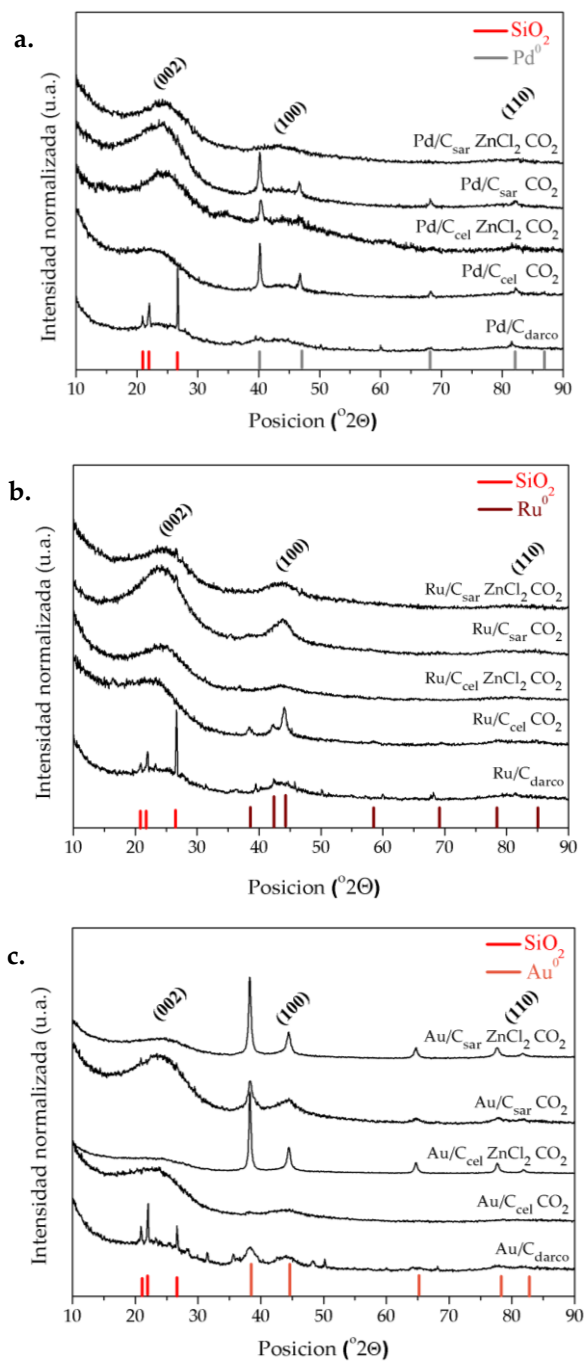 a.
SiO2
Pd0
(002)
(100)
(110)
Pd/Csar ZnCl2 CO2
Pd/Csar CO2
Pd/Ccel ZnCl2 CO2
Pd/Ccel CO2
Pd/Cdarco
Intensidad normalizada (u.a.)
10 20 30 40 50 60 70 80 90
Posicion (o2Θ)
b.
SiO2
Ru0
(002)
(100)
(110)
Ru/Csar ZnCl2 CO2
Ru/Csar CO2
Ru/Ccel ZnCl2 CO2
Ru/Ccel CO2
Ru/Cdarco
Intensidad normalizada (u.a.)
10 20 30 40 50 60 70 80 90
Posicion (o2Θ)
c.
SiO2
Au0
(002)
(100)
(110)
Au/Csar ZnCl2 CO2
Au/Csar CO2
Au/Ccel ZnCl2 CO2
Au/Ccel CO2
Au/Cdarco
Intensidad normalizada (u.a.)
10 20 30 40 50 60 70 80 90
Posicion (o2Θ)